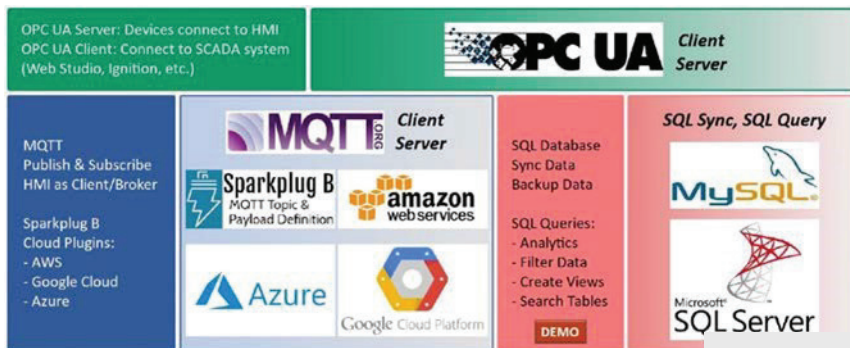 OPC UA Server: Devices connect to HMI
OPC UA Client: Connect to SCADA system
(Web Studio, Ignition, etc.)
OPC UA
Client
Server
MQTT
Publish & Subscribe
HMI as Client/Broker
Sparkplug B
Cloud Plugins:
- AWS
- Google Cloud
- Azure
MQTT
.ORG
Client
Server
Sparkplug B
MQTT Topic &
Payload Definition
amazon
webservices
Azure
Google Cloud Platform
SQL Database
Sync Data
Backup Data
SQL Queries:
- Analytics
- Filter Data
- Create Views
- Search Tables
DEMO
SQL Sync, SQL Query
MySQL®
Microsoft®
SQL Server